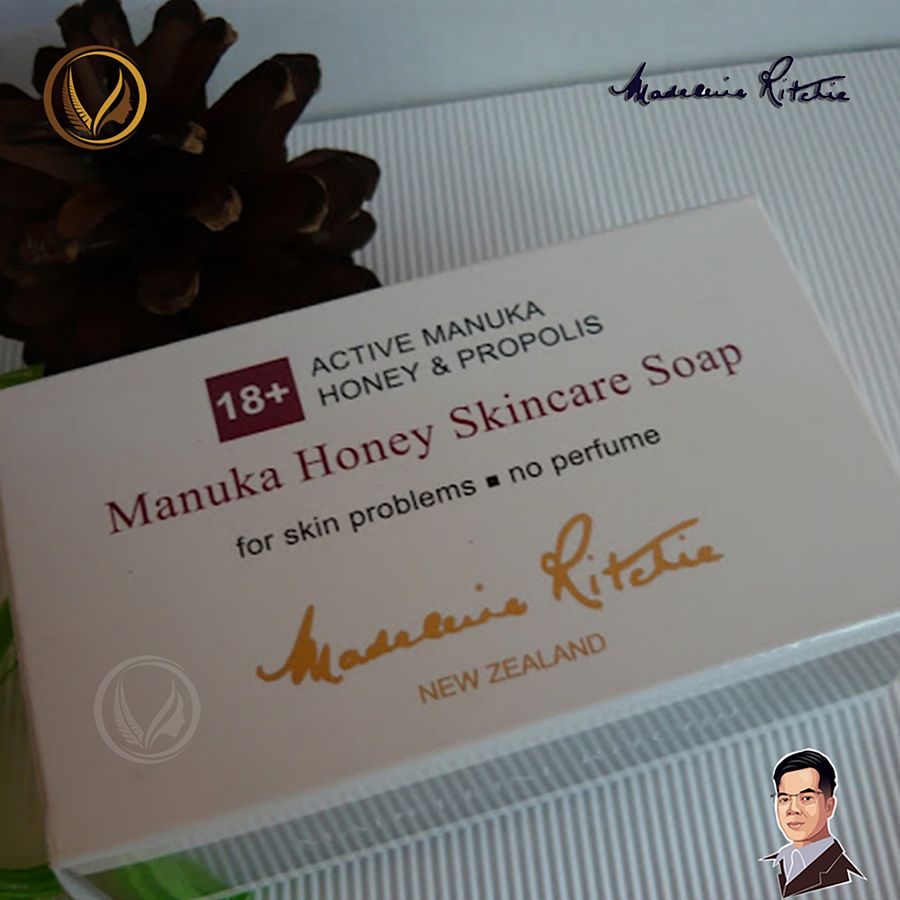 Madeleine Ritchie
18+
ACTIVE MANUKA
HONEY & PROPOLIS
Manuka Honey Skincare Soap
for skin problems ▪ no perfume
Madeleine Ritchie
NEW ZEALAND